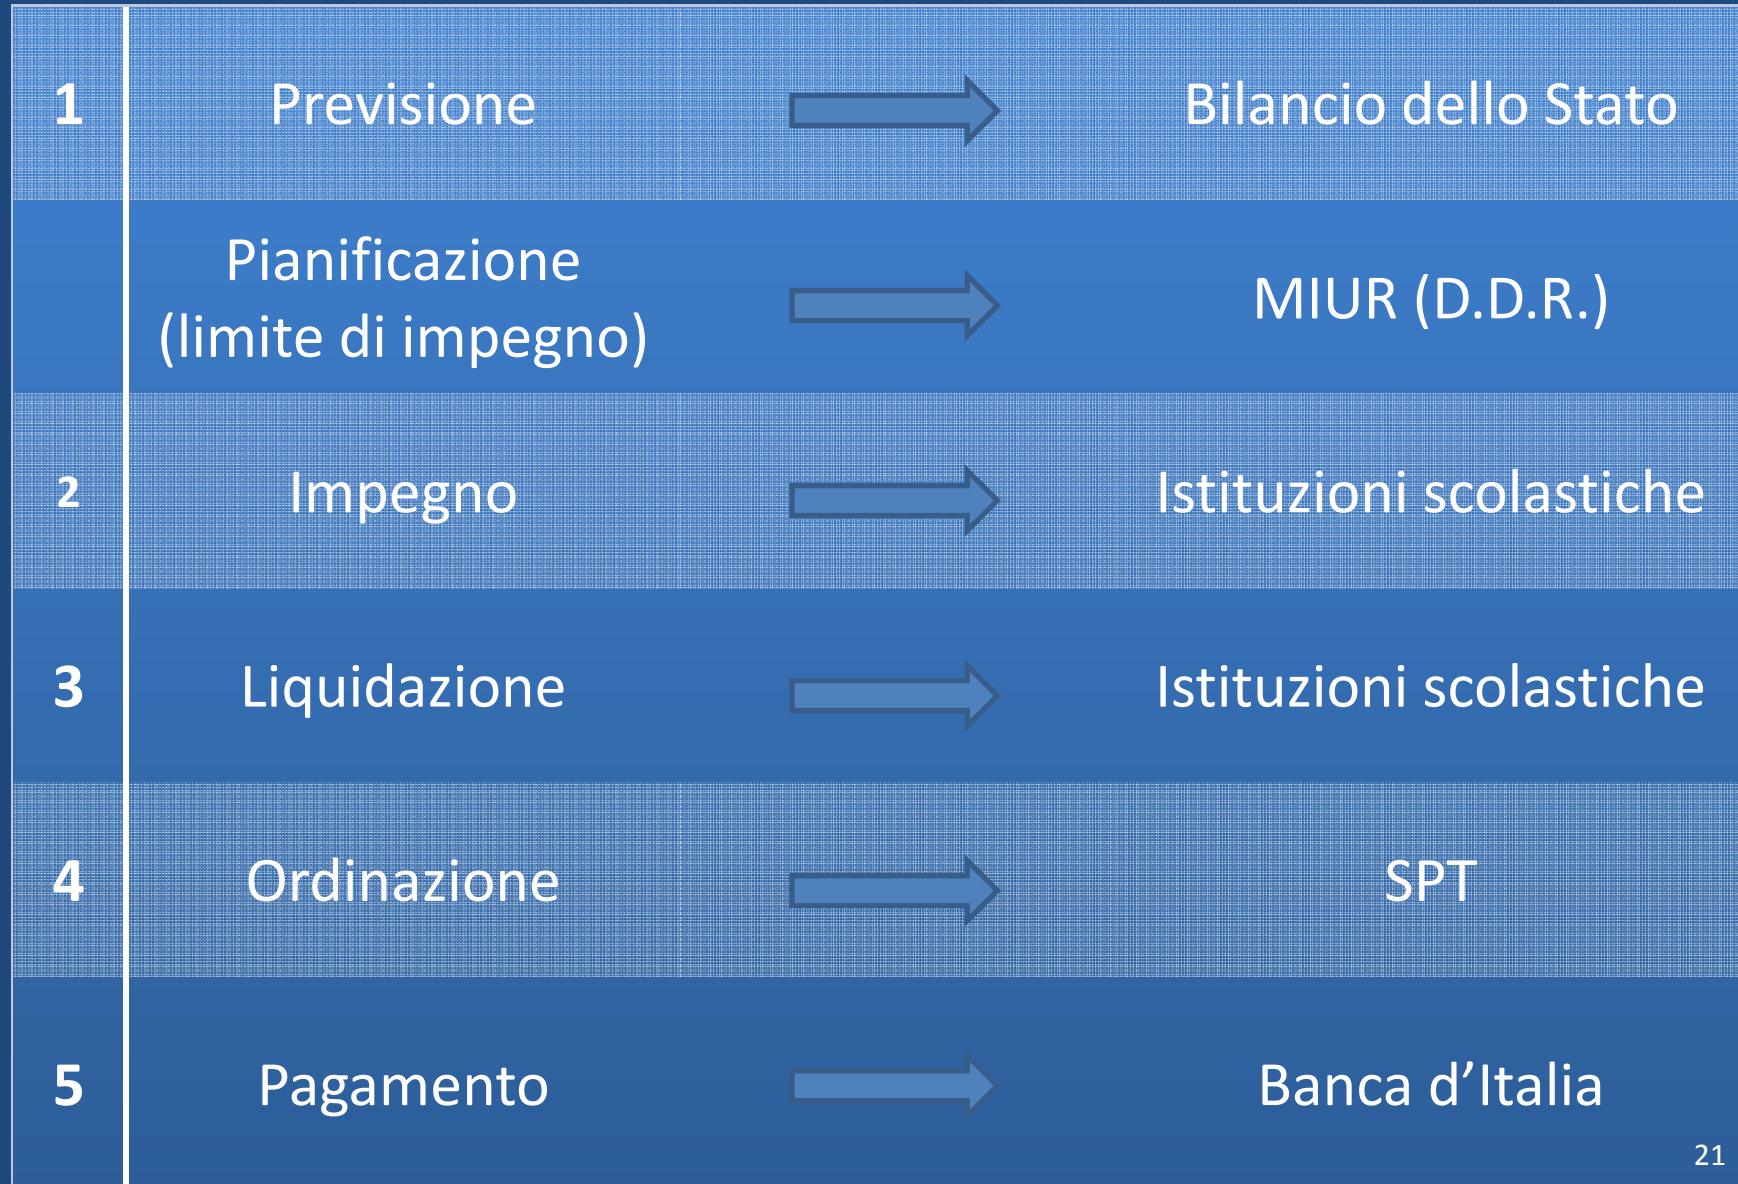 1 Previsione Bilancio dello Stato
Pianificazione
(limite di impegno)
MIUR (D.D.R.)
2 Impegno Istituzioni scolastiche
3 Liquidazione Istituzioni scolastiche
4 Ordinazione SPT
5 Pagamento Banca d’Italia
21